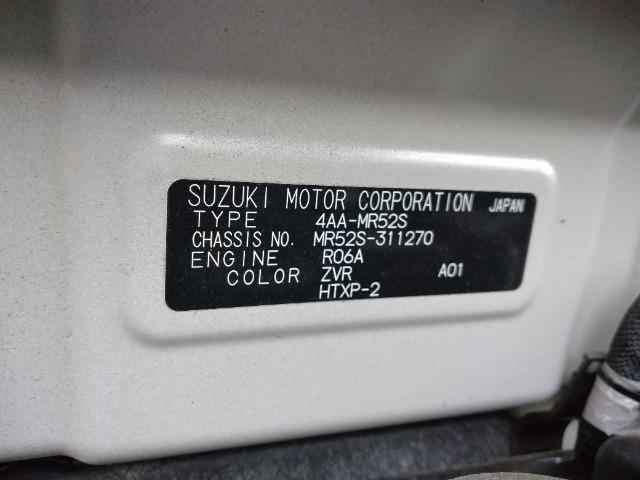 SUZUKI MOTOR CORPORATION JAPAN
TYPE 4AA-MR52S
CHASSIS NO. MR52S-311270
ENGINE R06A
COLOR ZVR A01
HTXP-2